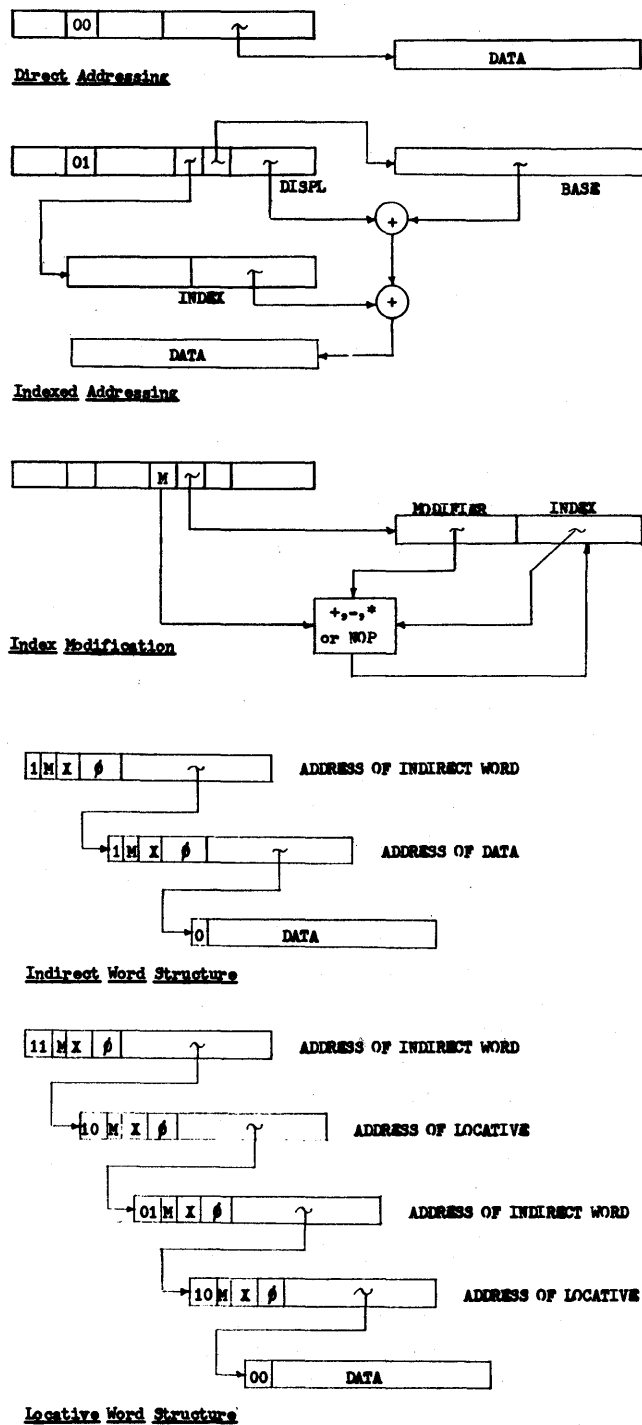 00
DATA
Direct Addressing
01
DISPL
BASE
+
INDEX
+
DATA
Indexed Addressing
M
MODIFIER INDEX
+,-,*
or NOP
Index Modification
1 M X ø ADDRESS OF INDIRECT WORD
1 M X ø ADDRESS OF DATA
0 DATA
Indirect Word Structure
11 M X ø ADDRESS OF INDIRECT WORD
10 M X ø ADDRESS OF LOCATIVE
01 M X ø ADDRESS OF INDIRECT WORD
10 M X ø ADDRESS OF LOCATIVE
00 DATA
Locative Word Structure